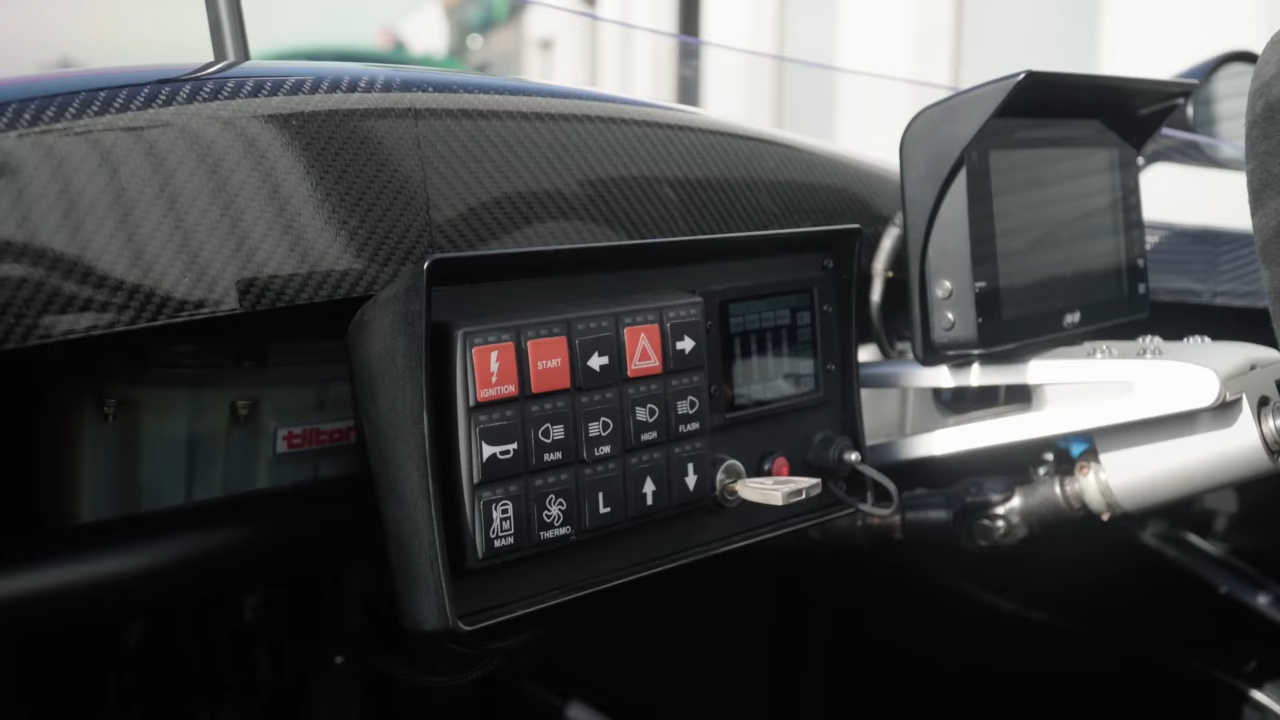 IGNITION
START
RAIN
LOW
HIGH
FLASH
M
MAIN
THERMO
L
tilton